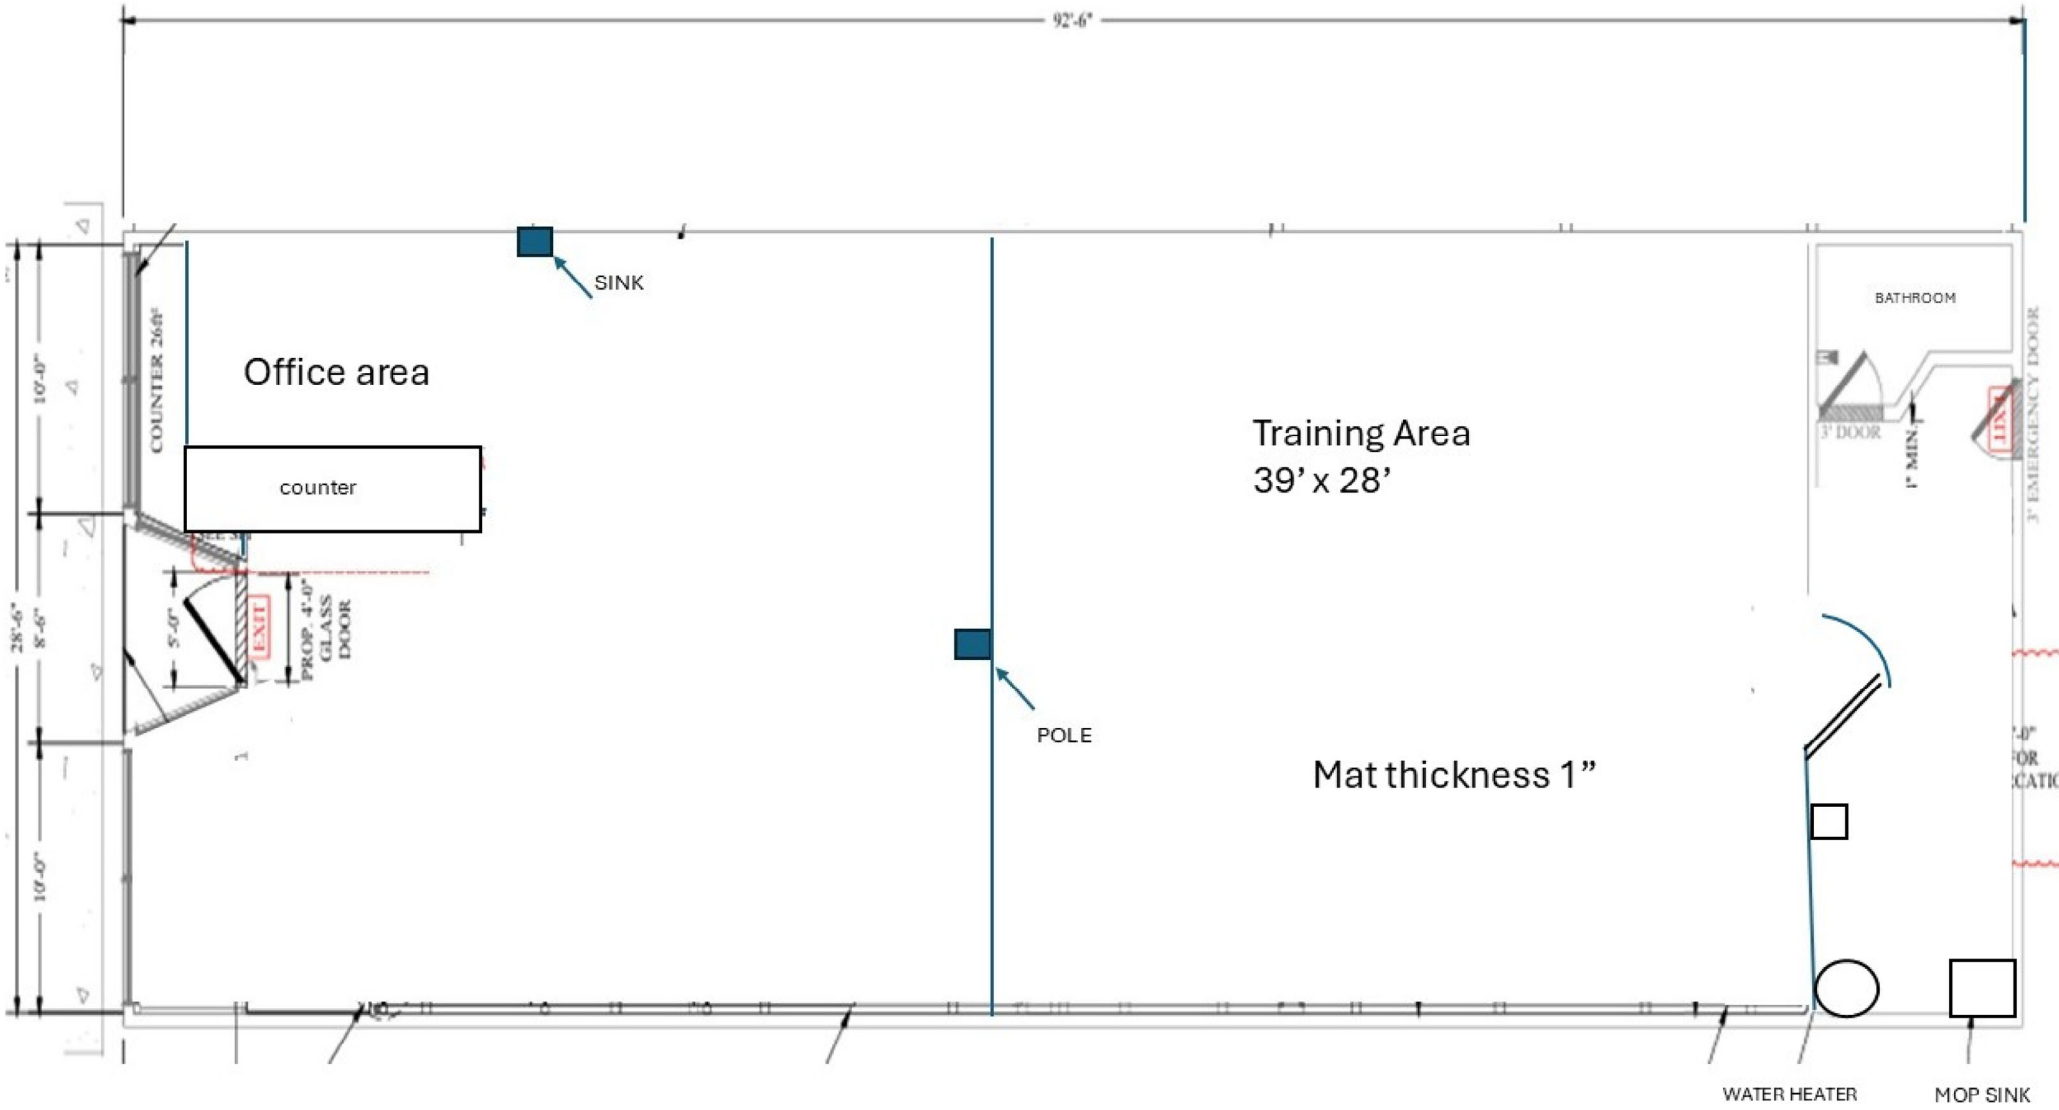 92'-6"
SINK
BATHROOM
10'-0"
COUNTER 26ft²
Office area
3' DOOR
EXIT
3' EMERGENCY DOOR
1" MIN.
Training Area
39' x 28'
counter
28'-6"
8'-6"
5'-0"
EXIT
PROP. 4'-0"
GLASS
DOOR
POLE
Mat thickness 1”
10'-0"
WATER HEATER
MOP SINK